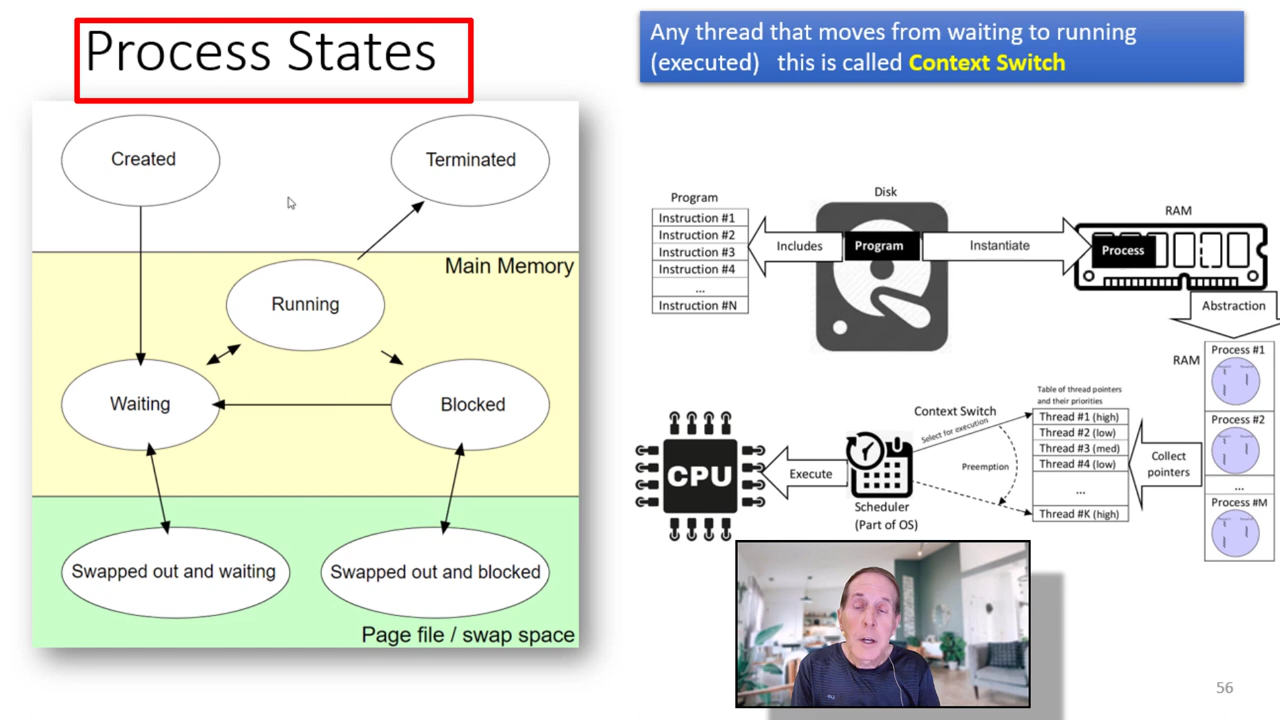 Process States
Any thread that moves from waiting to running
(executed) this is called Context Switch
Created
Terminated
Main Memory
Running
Waiting
Blocked
Swapped out and waiting
Swapped out and blocked
Page file / swap space
Program
Instruction #1
Instruction #2
Instruction #3
Instruction #4
...
Instruction #N
Includes
Disk
Program
Instantiate
RAM
Process
Abstraction
RAM
Process #1
Process #2
...
Process #M
Collect
pointers
Table of thread pointers
and their priorities
Thread #1 (high)
Thread #2 (low)
Thread #3 (med)
Thread #4 (low)
...
Thread #K (high)
Context Switch
Select for execution
Preemption
Scheduler
(Part of OS)
Execute
CPU
56